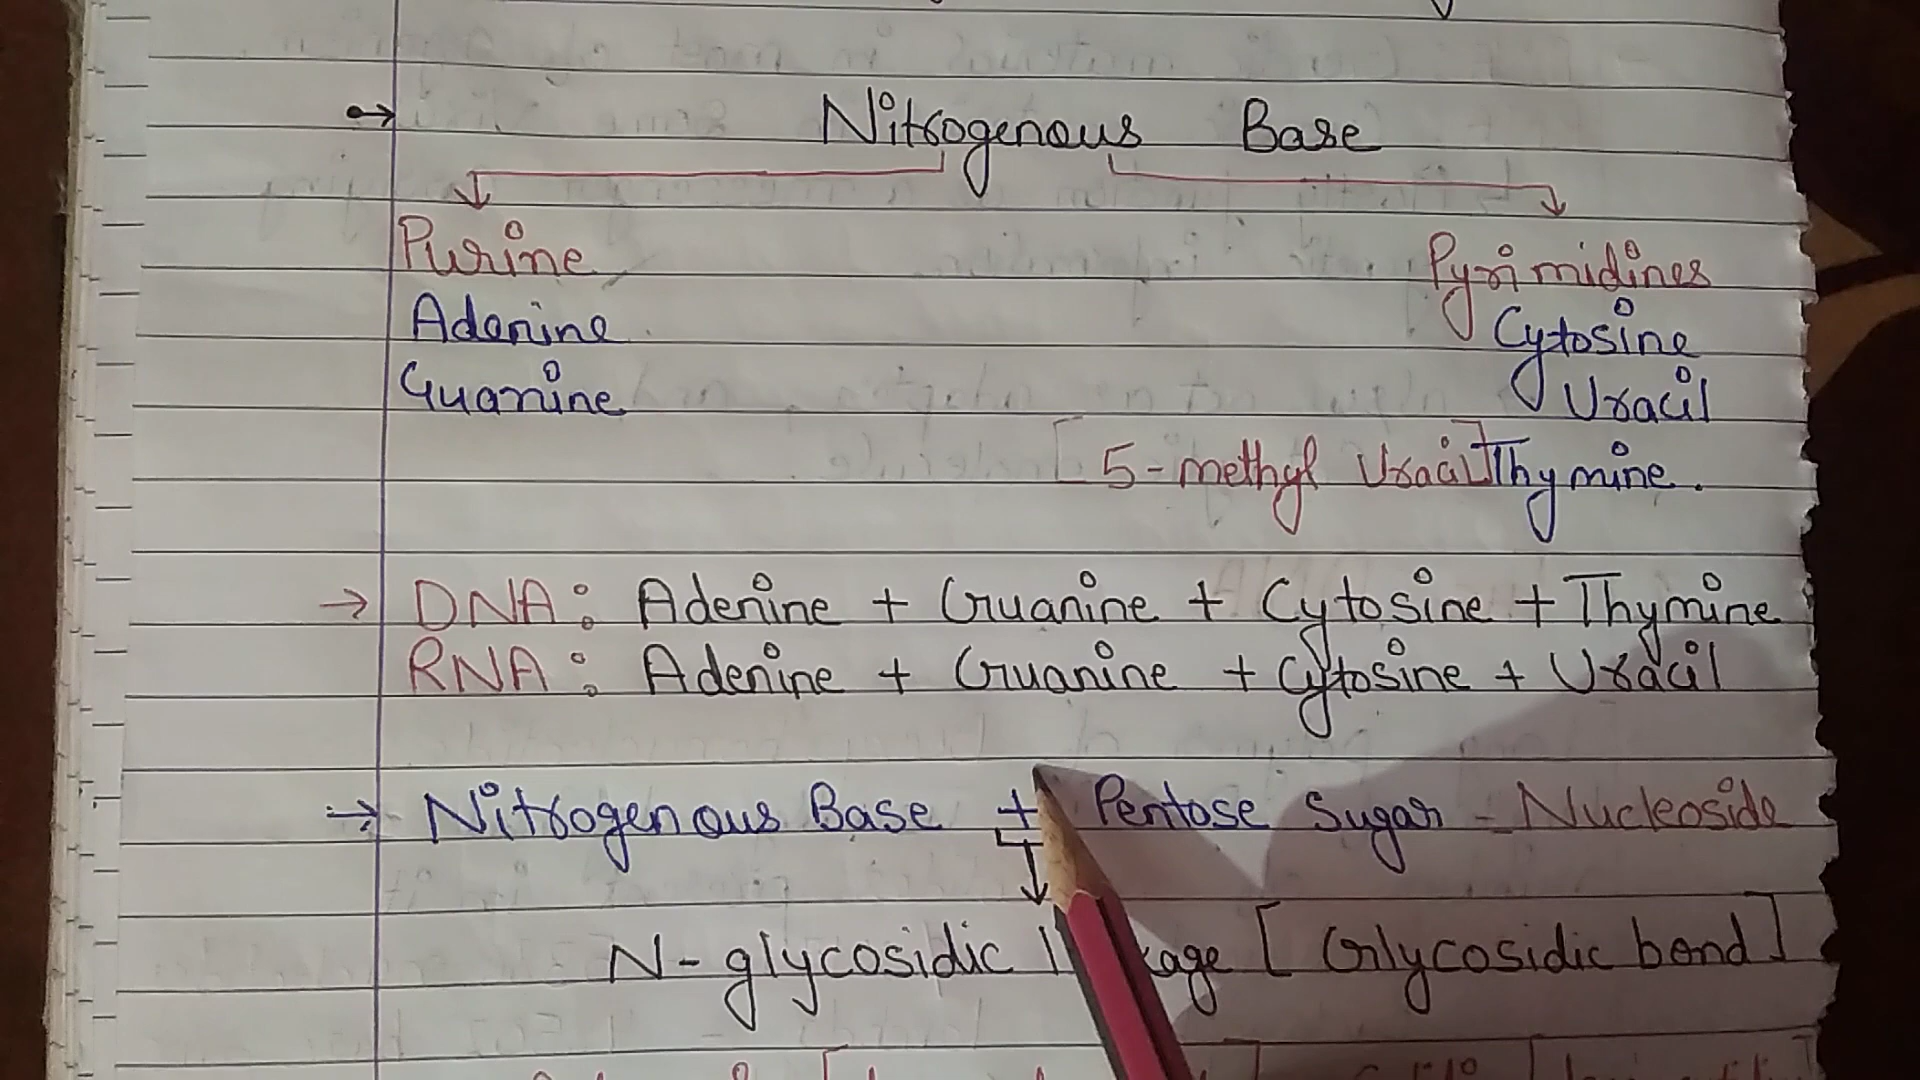 Nitrogenous Base
Purine Pyrimidines
Adenine Cytosine
Guanine Uracil
[5-methyl Uracil] Thymine.
→ DNA: Adenine + Guanine + Cytosine + Thymine
RNA: Adenine + Guanine + Cytosine + Uracil
→ Nitrogenous Base + Pentose Sugar - Nucleoside
N-glycosidic [Glycosidic bond]